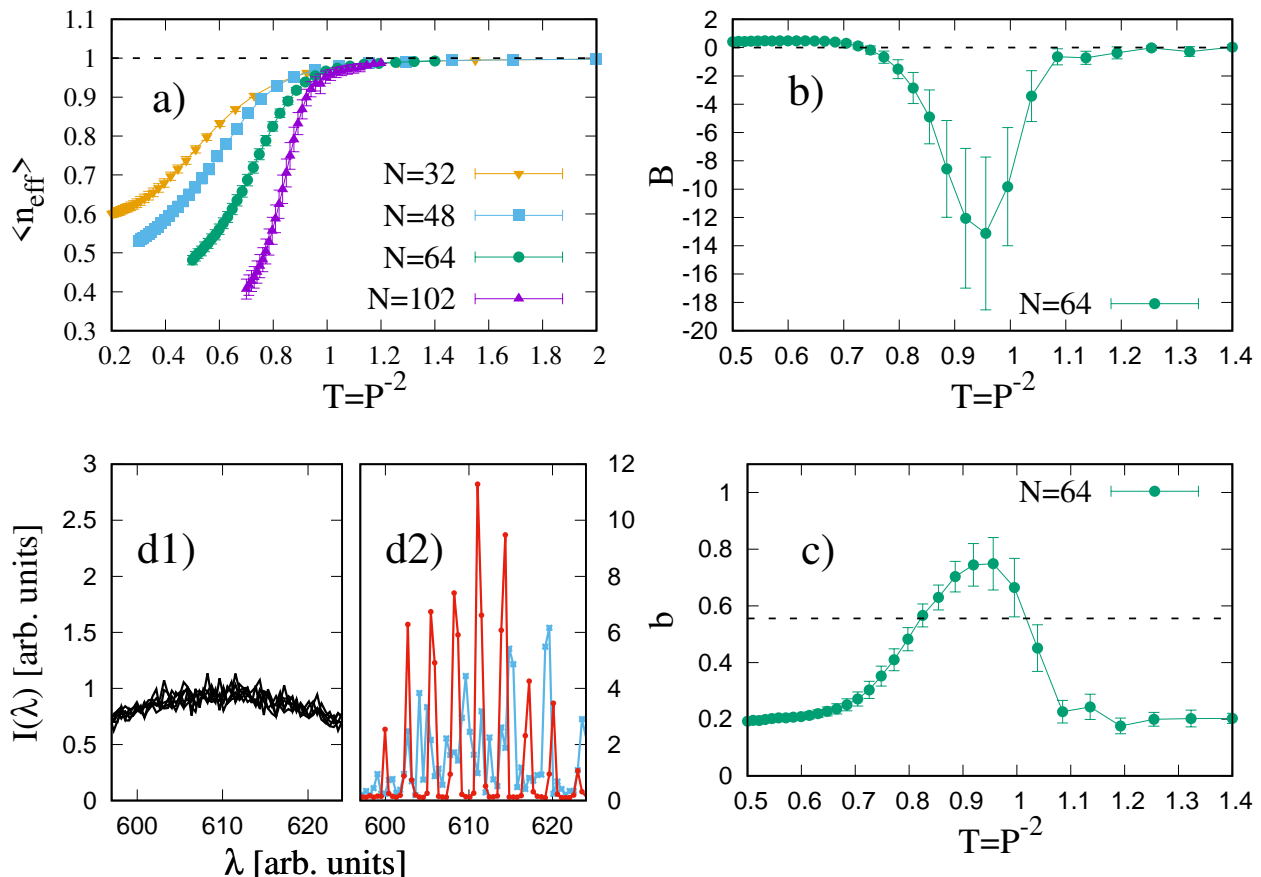 a)
<n_eff>
1.1
1
0.9
0.8
0.7
0.6
0.5
0.4
0.3
N=32
N=48
N=64
N=102
0.2 0.4 0.6 0.8 1 1.2 1.4 1.6 1.8 2
T=P^-2
b)
B
2
0
-2
-4
-6
-8
-10
-12
-14
-16
-18
-20
N=64
0.5 0.6 0.7 0.8 0.9 1 1.1 1.2 1.3 1.4
T=P^-2
d1)
I(λ) [arb. units]
3
2.5
2
1.5
1
0.5
0
600 610 620
d2)
12
10
8
6
4
2
0
600 610 620
λ [arb. units]
c)
b
1
0.8
0.6
0.4
0.2
0
N=64
0.5 0.6 0.7 0.8 0.9 1 1.1 1.2 1.3 1.4
T=P^-2